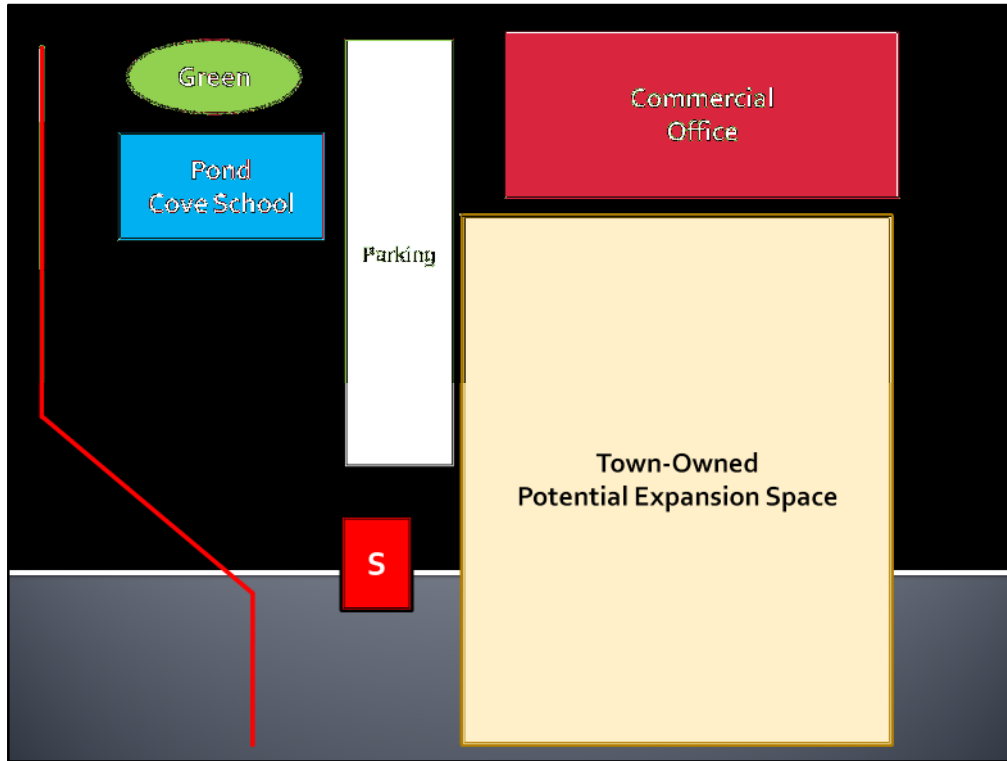 Green
Commercial
Office
Pond
Cove School
Parking
Town-Owned
Potential Expansion Space
S